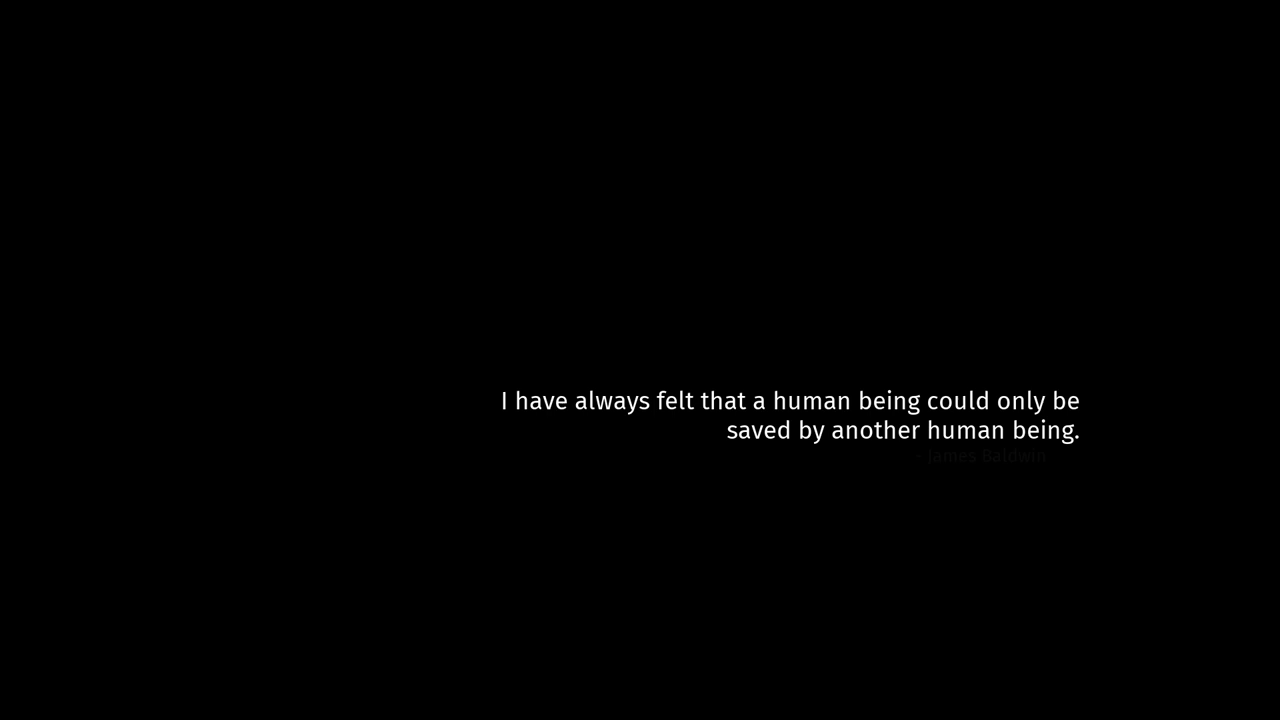 I have always felt that a human being could only be
saved by another human being.
- James Baldwin